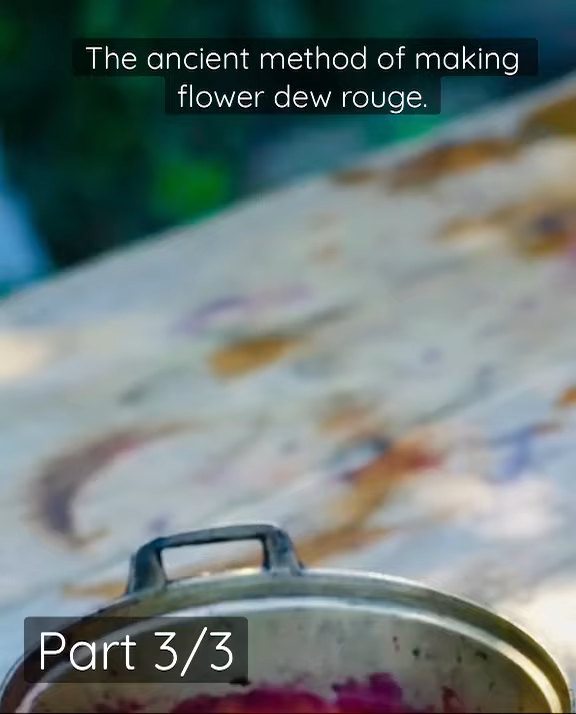 The ancient method of making
flower dew rouge.
Part 3/3